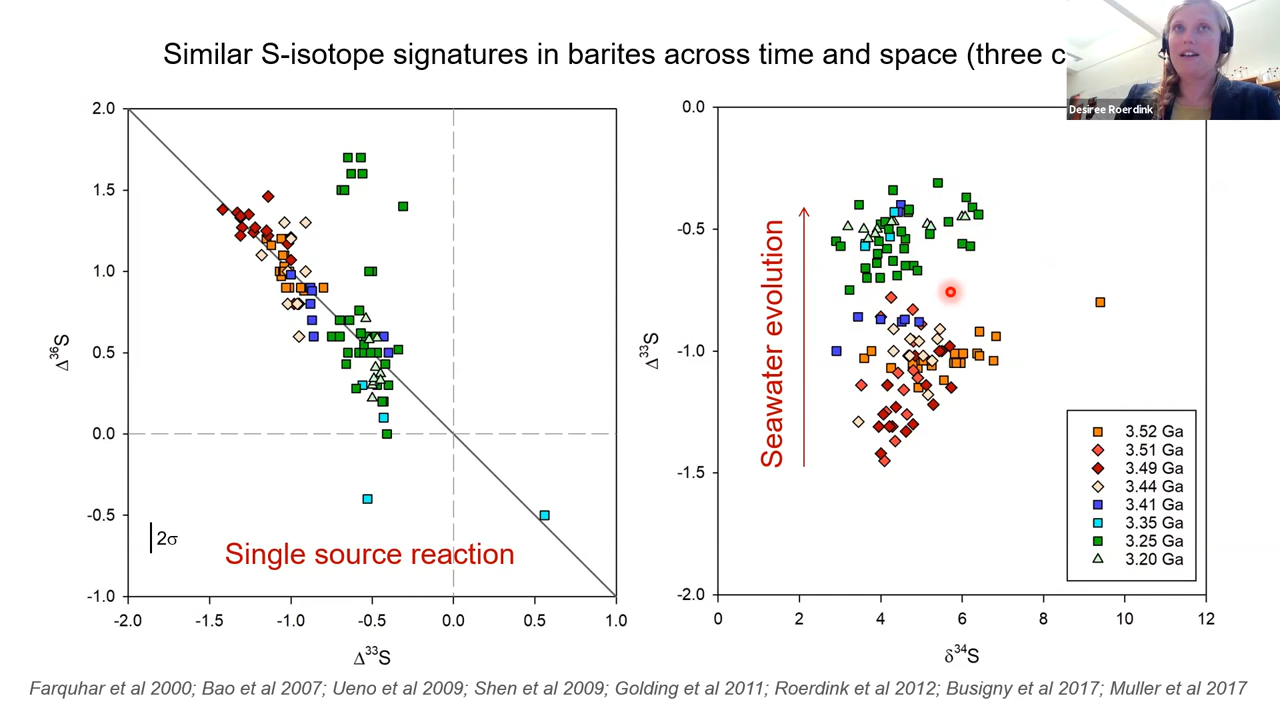 Similar S-isotope signatures in barites across time and space (three c
Desiree Roerdink
2.0
1.5
1.0
0.5
0.0
-0.5
-1.0
Δ³⁶S
2σ
Single source reaction
-2.0 -1.5 -1.0 -0.5 0.0 0.5 1.0
Δ³³S
0.0
-0.5
-1.0
-1.5
-2.0
Δ³³S
Seawater evolution
3.52 Ga
3.51 Ga
3.49 Ga
3.44 Ga
3.41 Ga
3.35 Ga
3.25 Ga
3.20 Ga
0 2 4 6 8 10 12
δ³⁴S
Farquhar et al 2000; Bao et al 2007; Ueno et al 2009; Shen et al 2009; Golding et al 2011; Roerdink et al 2012; Busigny et al 2017; Muller et al 2017